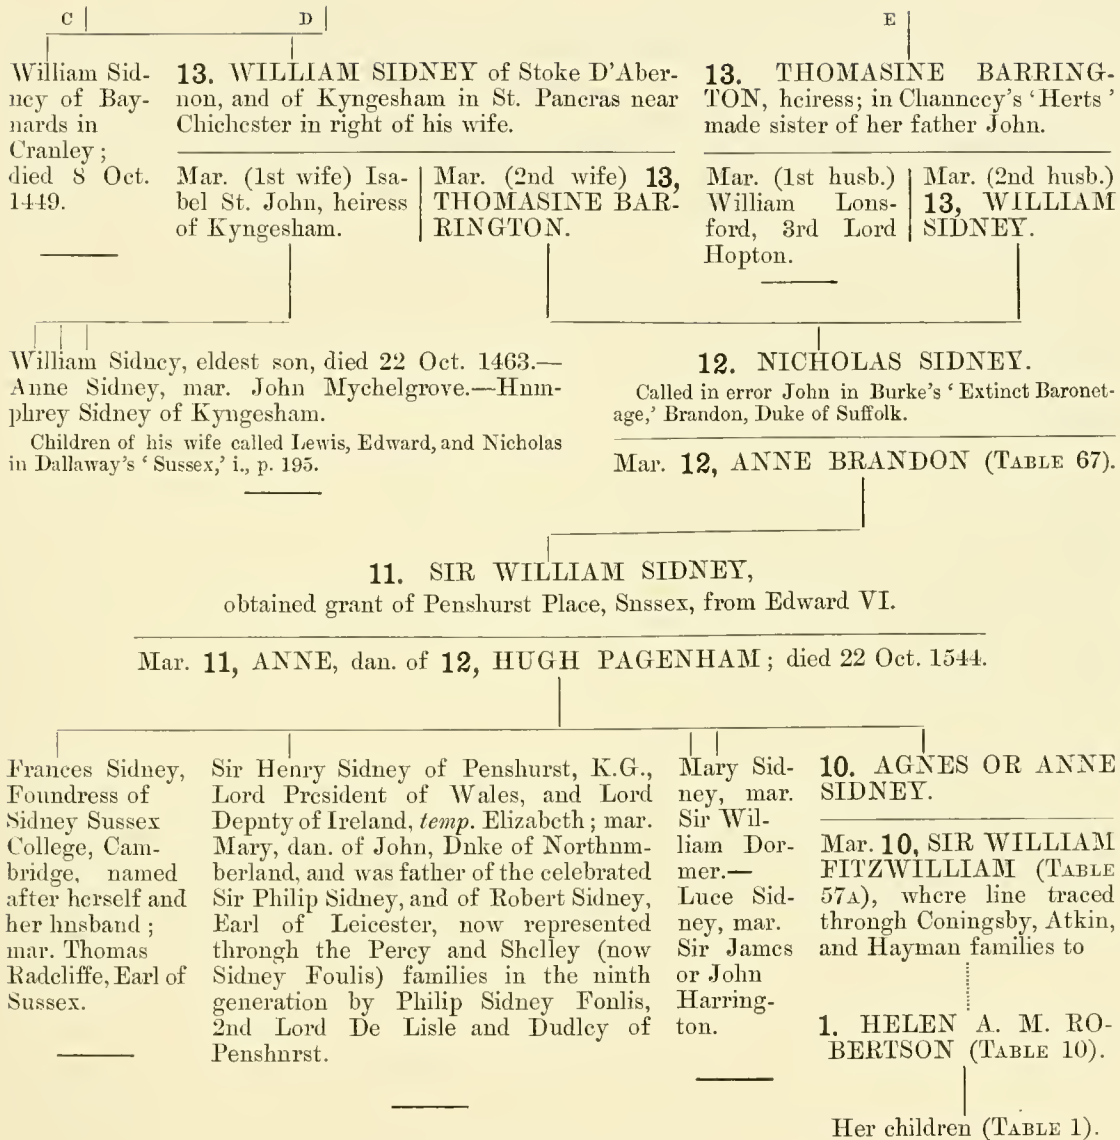 C D E
William Sid-
ney of Bay-
nards in
Cranley;
died 8 Oct.
1449.
13. WILLIAM SIDNEY of Stoke D'Aber-
non, and of Kyngesham in St. Pancras near
Chichester in right of his wife.
Mar. (1st wife) Isa-
bel St. John, heiress
of Kyngesham.
Mar. (2nd wife) 13,
THOMASINE BAR-
RINGTON.
13. THOMASINE BARRING-
TON, heiress; in Channcey's 'Herts'
made sister of her father John.
Mar. (1st husb.)
William Lons-
ford, 3rd Lord
Hopton.
Mar. (2nd husb.)
13, WILLIAM
SIDNEY.
William Sidney, eldest son, died 22 Oct. 1463.—
Anne Sidney, mar. John Mychelgrove.—Hum-
phrey Sidney of Kyngesham.
Children of his wife called Lewis, Edward, and Nicholas
in Dallaway's 'Sussex,' i., p. 195.
12. NICHOLAS SIDNEY.
Called in error John in Burke's 'Extinct Baronet-
age,' Brandon, Duke of Suffolk.
Mar. 12, ANNE BRANDON (TABLE 67).
11. SIR WILLIAM SIDNEY,
obtained grant of Penshurst Place, Sussex, from Edward VI.
Mar. 11, ANNE, dan. of 12, HUGH PAGENHAM; died 22 Oct. 1544.
Frances Sidney,
Foundress of
Sidney Sussex
College, Cam-
bridge, named
after herself and
her husband;
mar. Thomas
Radcliffe, Earl of
Sussex.
Sir Henry Sidney of Penshurst, K.G.,
Lord President of Wales, and Lord
Deputy of Ireland, temp. Elizabeth; mar.
Mary, dan. of John, Duke of Northum-
berland, and was father of the celebrated
Sir Philip Sidney, and of Robert Sidney,
Earl of Leicester, now represented
through the Percy and Shelley (now
Sidney Foulis) families in the ninth
generation by Philip Sidney Foulis,
2nd Lord De Lisle and Dudley of
Penshurst.
Mary Sid-
ney, mar.
Sir Wil-
liam Dor-
mer.—
Luce Sid-
ney, mar.
Sir James
or John
Harring-
ton.
10. AGNES OR ANNE
SIDNEY.
Mar. 10, SIR WILLIAM
FITZWILLIAM (TABLE
57A), where line traced
through Coningsby, Atkin,
and Hayman families to
1. HELEN A. M. RO-
BERTSON (TABLE 10).
Her children (TABLE 1).